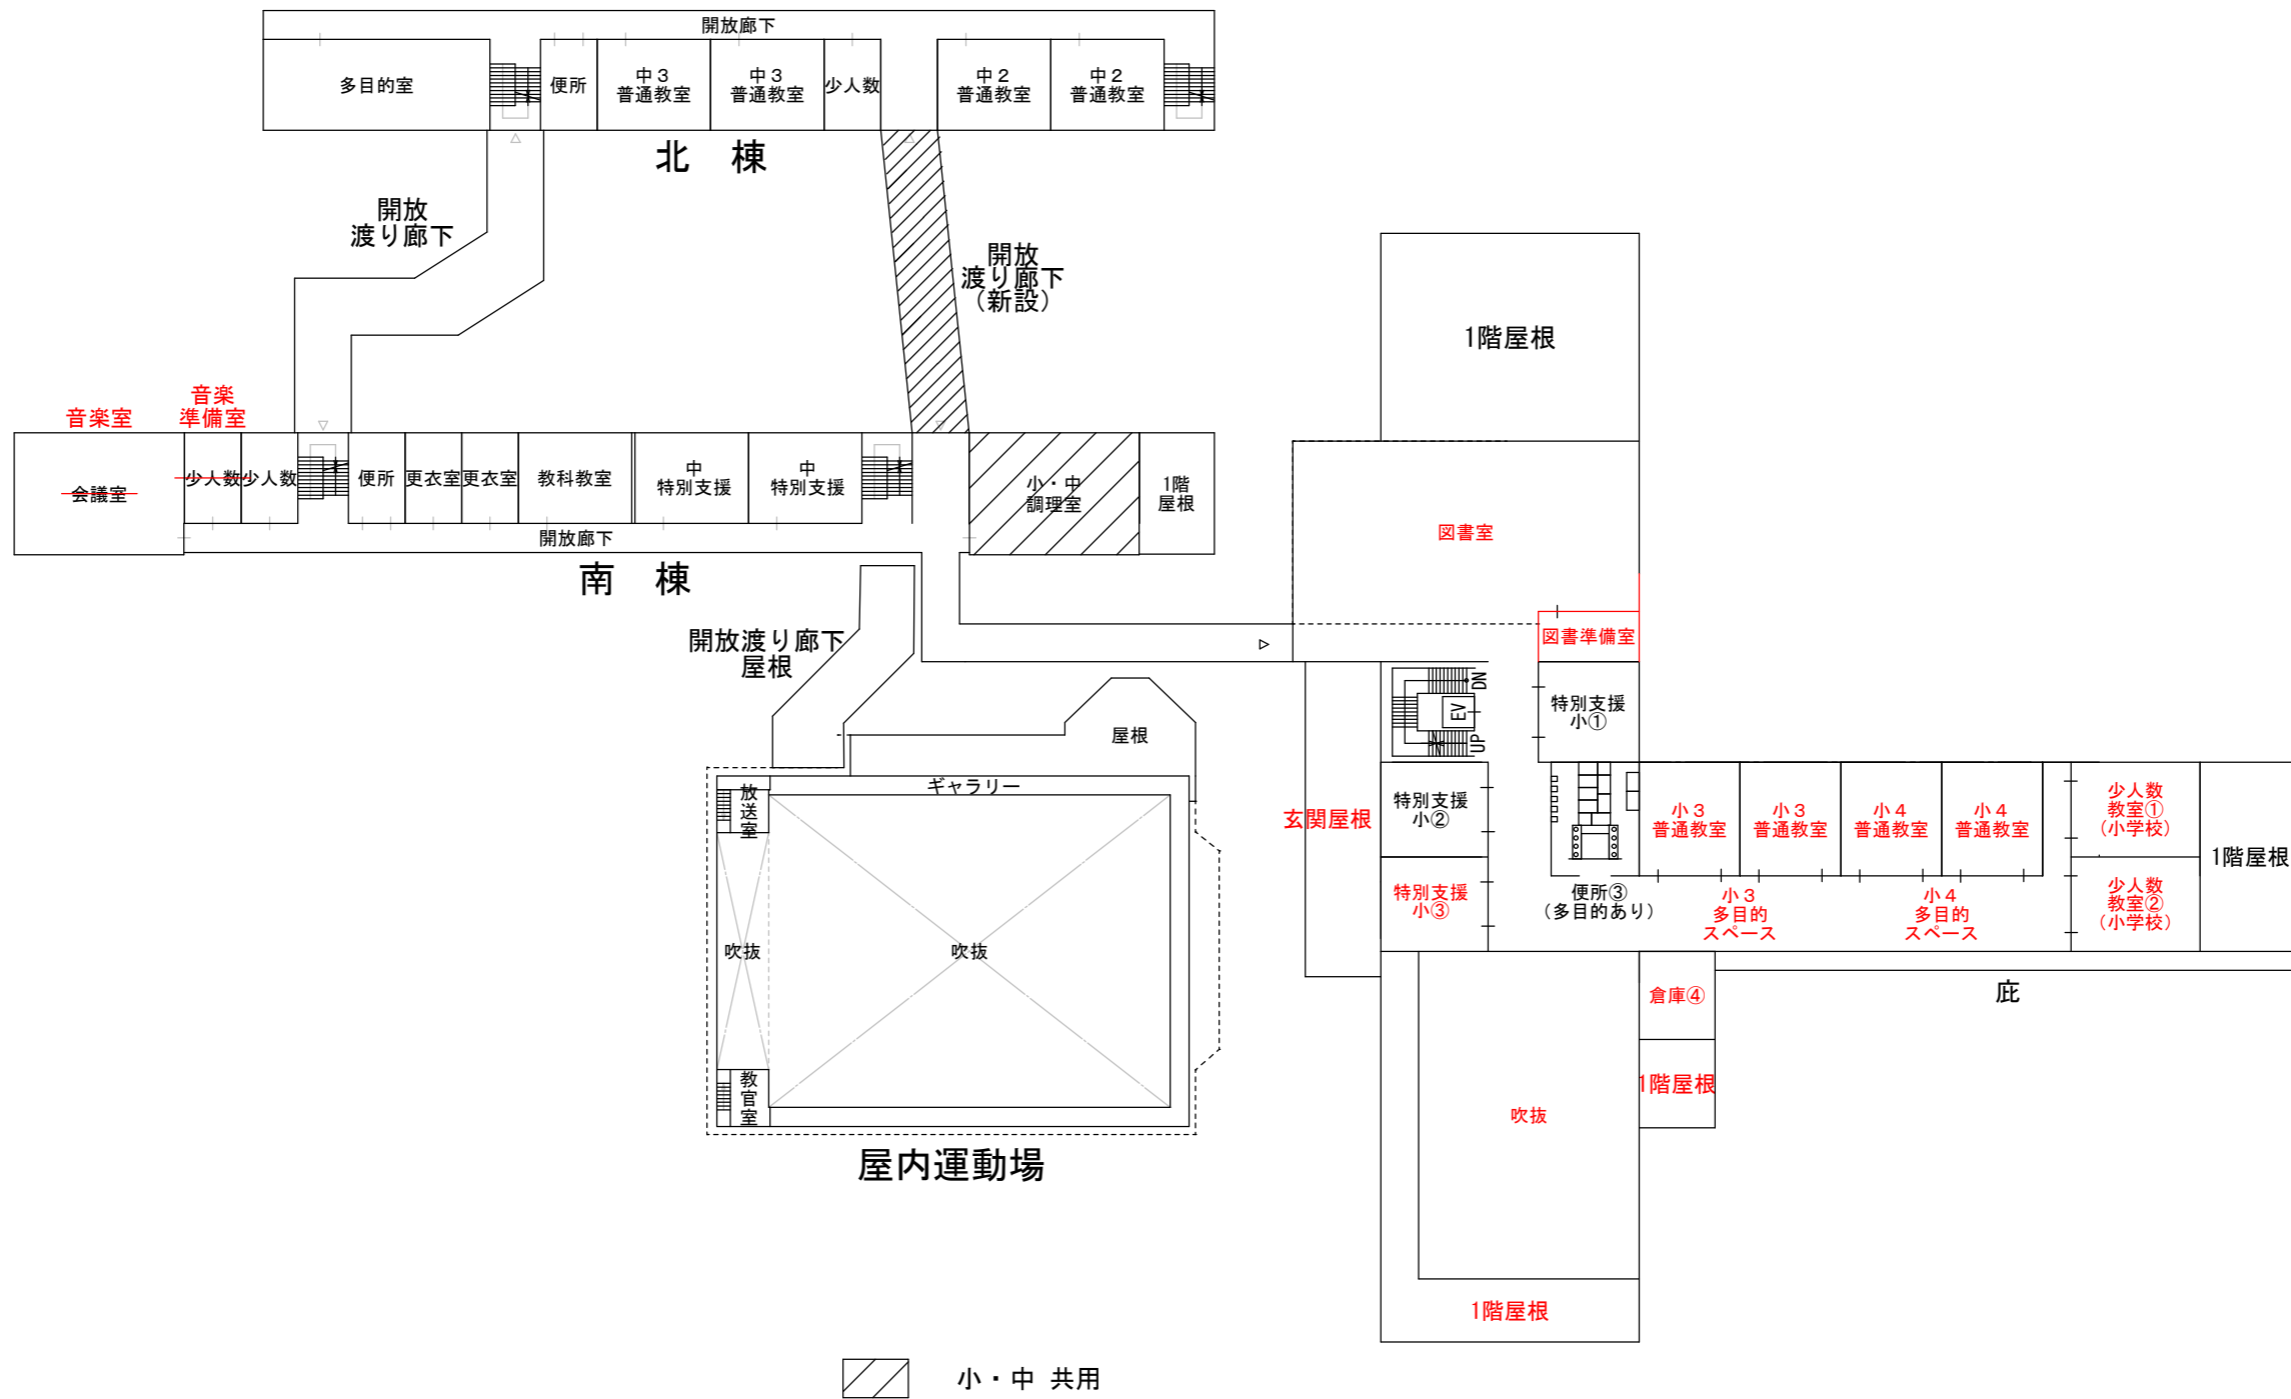 開放廊下
多目的室
便所
中３
普通教室
中３
普通教室
少人数
中２
普通教室
中２
普通教室
北　棟
開放
渡り廊下
開放
渡り廊下
（新設）
1階屋根
音楽室
音楽
準備室
会議室
少人数
少人数
便所
更衣室
更衣室
教科教室
中
特別支援
中
特別支援
小・中
調理室
1階
屋根
開放廊下
南　棟
図書室
図書準備室
開放渡り廊下
屋根
屋根
DN
EV
UP
特別支援
小①
ギャラリー
放送室
吹抜
吹抜
教官室
屋内運動場
玄関屋根
特別支援
小②
特別支援
小③
便所③
（多目的あり）
小３
普通教室
小３
普通教室
小４
普通教室
小４
普通教室
小３
多目的
スペース
小４
多目的
スペース
少人数
教室①
（小学校）
少人数
教室②
（小学校）
1階屋根
庇
倉庫④
1階屋根
吹抜
1階屋根
小・中 共用